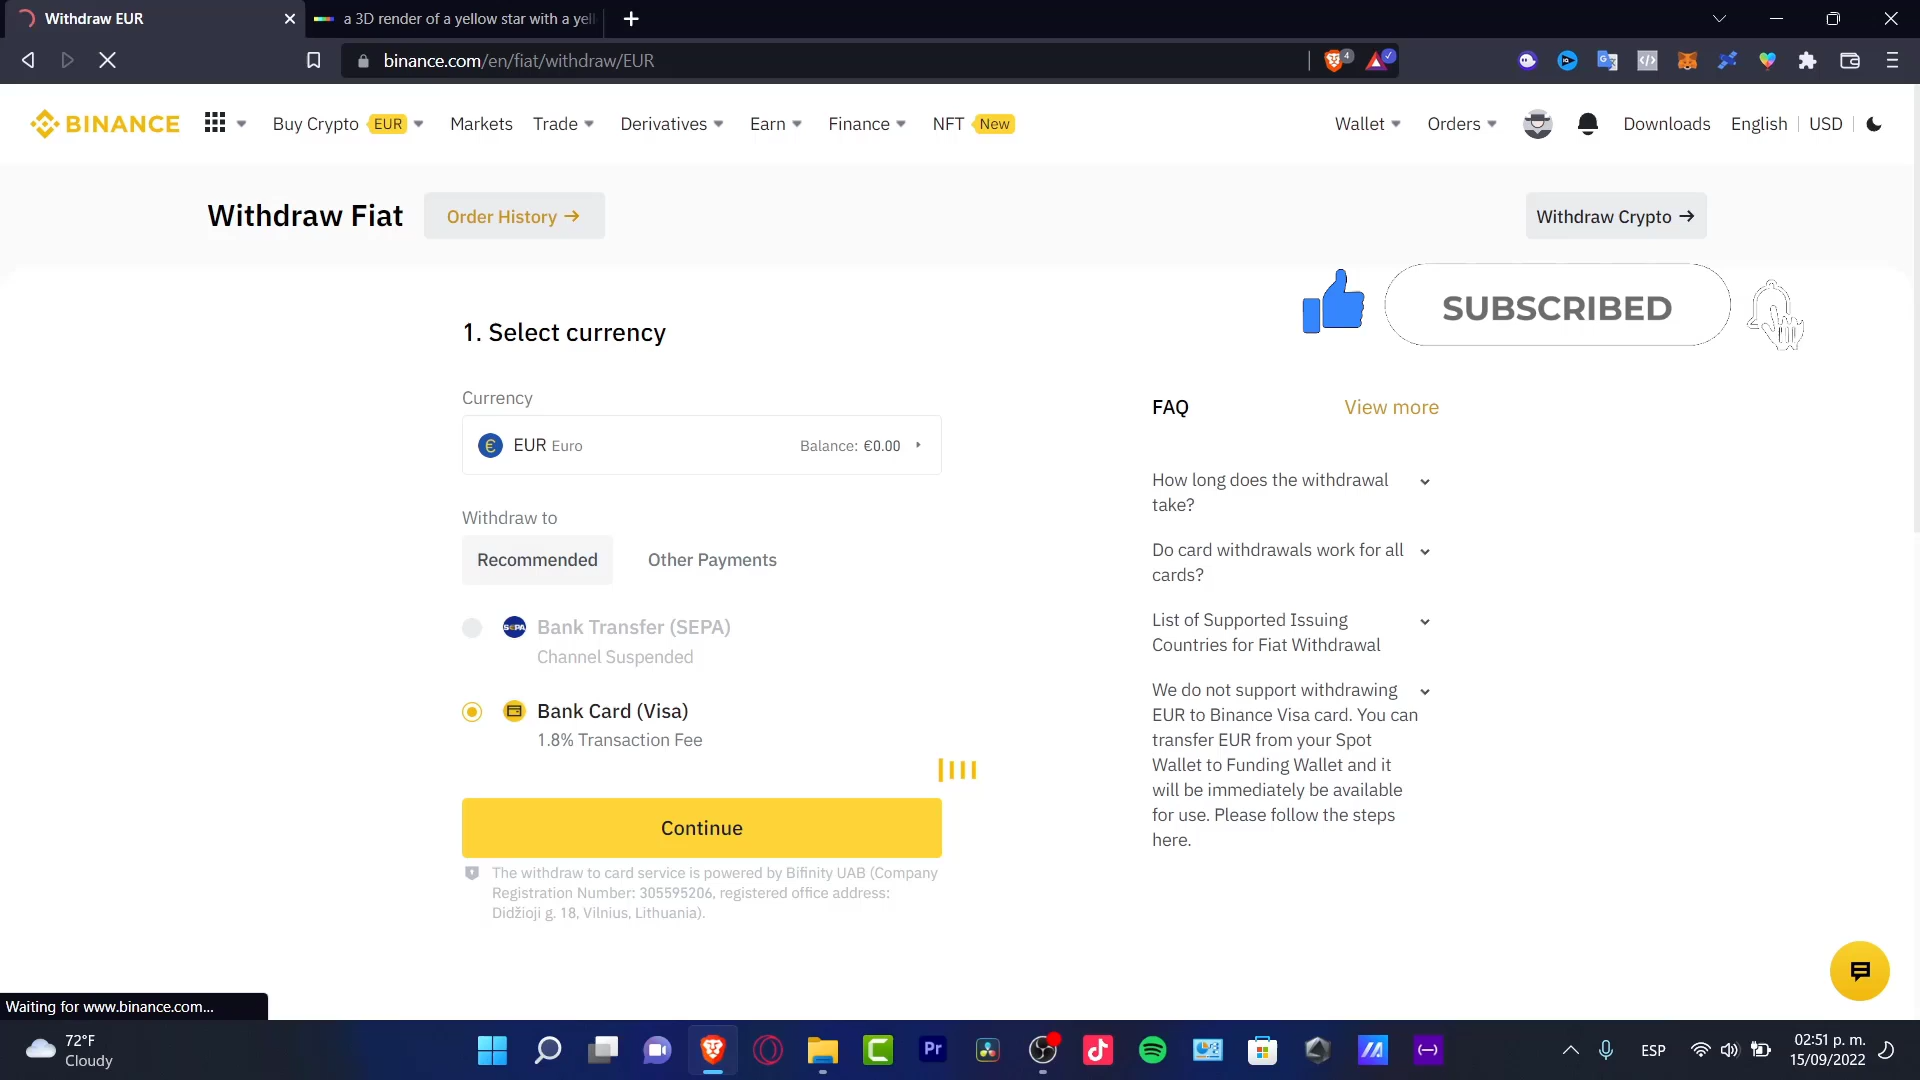 Withdraw EUR
a 3D render of a yellow star with a yell
binance.com/en/fiat/withdraw/EUR
4
BINANCE
Buy Crypto EUR
Markets
Trade
Derivatives
Earn
Finance
NFT New
Wallet
Orders
Downloads
English
USD
Withdraw Fiat
Order History →
Withdraw Crypto →
SUBSCRIBED
1. Select currency
Currency
EUR Euro
Balance: €0.00
Withdraw to
Recommended
Other Payments
SEPA
Bank Transfer (SEPA)
Channel Suspended
Bank Card (Visa)
1.8% Transaction Fee
Continue
The withdraw to card service is powered by Bifinity UAB (Company
Registration Number: 305595206, registered office address:
Didžioji g. 18, Vilnius, Lithuania).
FAQ
View more
How long does the withdrawal
take?
Do card withdrawals work for all
cards?
List of Supported Issuing
Countries for Fiat Withdrawal
We do not support withdrawing
EUR to Binance Visa card. You can
transfer EUR from your Spot
Wallet to Funding Wallet and it
will be immediately be available
for use. Please follow the steps
here.
Waiting for www.binance.com...
72°F
Cloudy
Pr
ESP
02:51 p. m.
15/09/2022